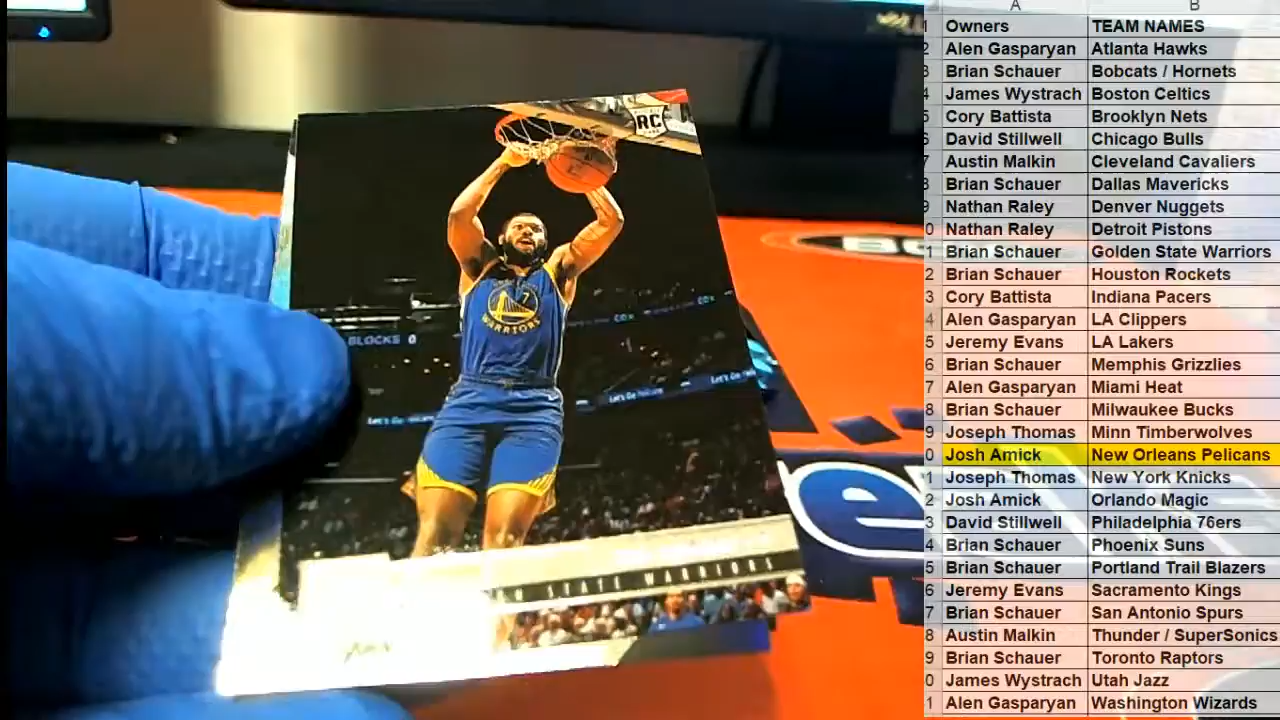 RC
7
WARRIORS
BLOCKS 0
Let's Go
Let's Go
Let's Go
STATE WARRIORS
A B
Owners TEAM NAMES
2 Alen Gasparyan Atlanta Hawks
3 Brian Schauer Bobcats / Hornets
4 James Wystrach Boston Celtics
5 Cory Battista Brooklyn Nets
6 David Stillwell Chicago Bulls
7 Austin Malkin Cleveland Cavaliers
8 Brian Schauer Dallas Mavericks
9 Nathan Raley Denver Nuggets
0 Nathan Raley Detroit Pistons
1 Brian Schauer Golden State Warriors
2 Brian Schauer Houston Rockets
3 Cory Battista Indiana Pacers
4 Alen Gasparyan LA Clippers
5 Jeremy Evans LA Lakers
6 Brian Schauer Memphis Grizzlies
7 Alen Gasparyan Miami Heat
8 Brian Schauer Milwaukee Bucks
9 Joseph Thomas Minn Timberwolves
0 Josh Amick New Orleans Pelicans
1 Joseph Thomas New York Knicks
2 Josh Amick Orlando Magic
3 David Stillwell Philadelphia 76ers
4 Brian Schauer Phoenix Suns
5 Brian Schauer Portland Trail Blazers
6 Jeremy Evans Sacramento Kings
7 Brian Schauer San Antonio Spurs
8 Austin Malkin Thunder / SuperSonics
9 Brian Schauer Toronto Raptors
0 James Wystrach Utah Jazz
1 Alen Gasparyan Washington Wizards